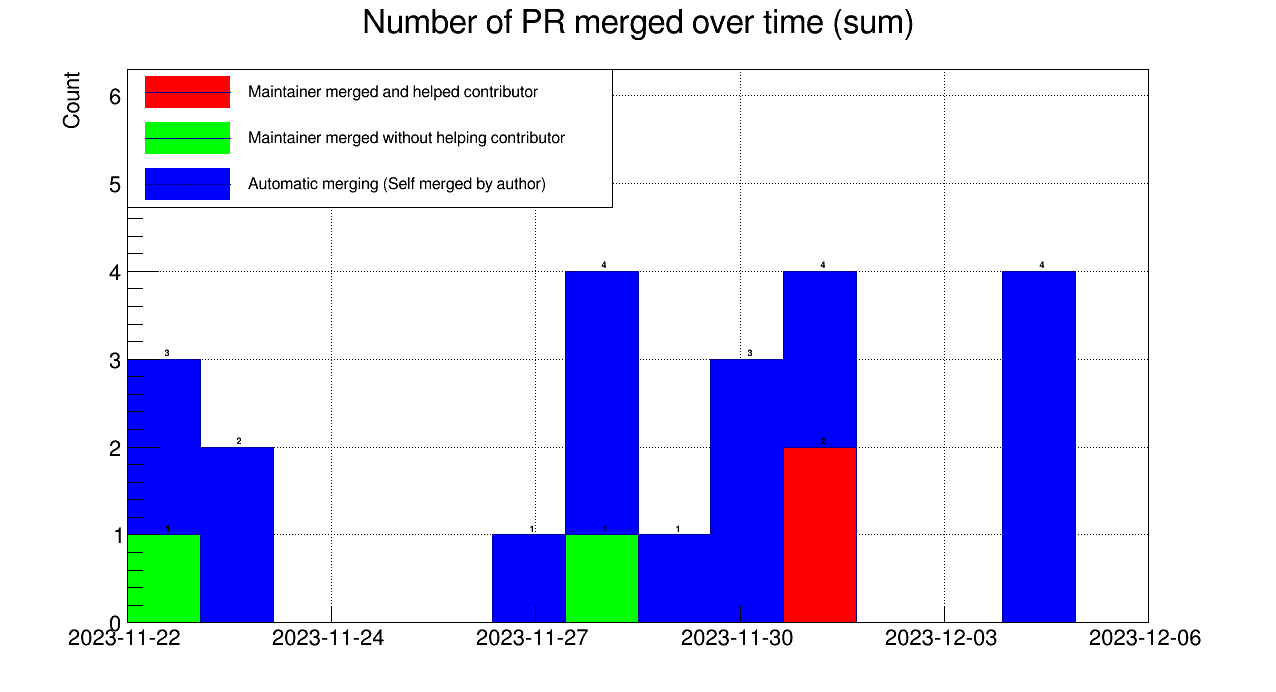 Number of PR merged over time (sum)
Count
6
Maintainer merged and helped contributor
Maintainer merged without helping contributor
5
Automatic merging (Self merged by author)
4
4 4 4
3
3 3
2
2 2
1
1 1 1 1
0
2023-11-22 2023-11-24 2023-11-27 2023-11-30 2023-12-03 2023-12-06